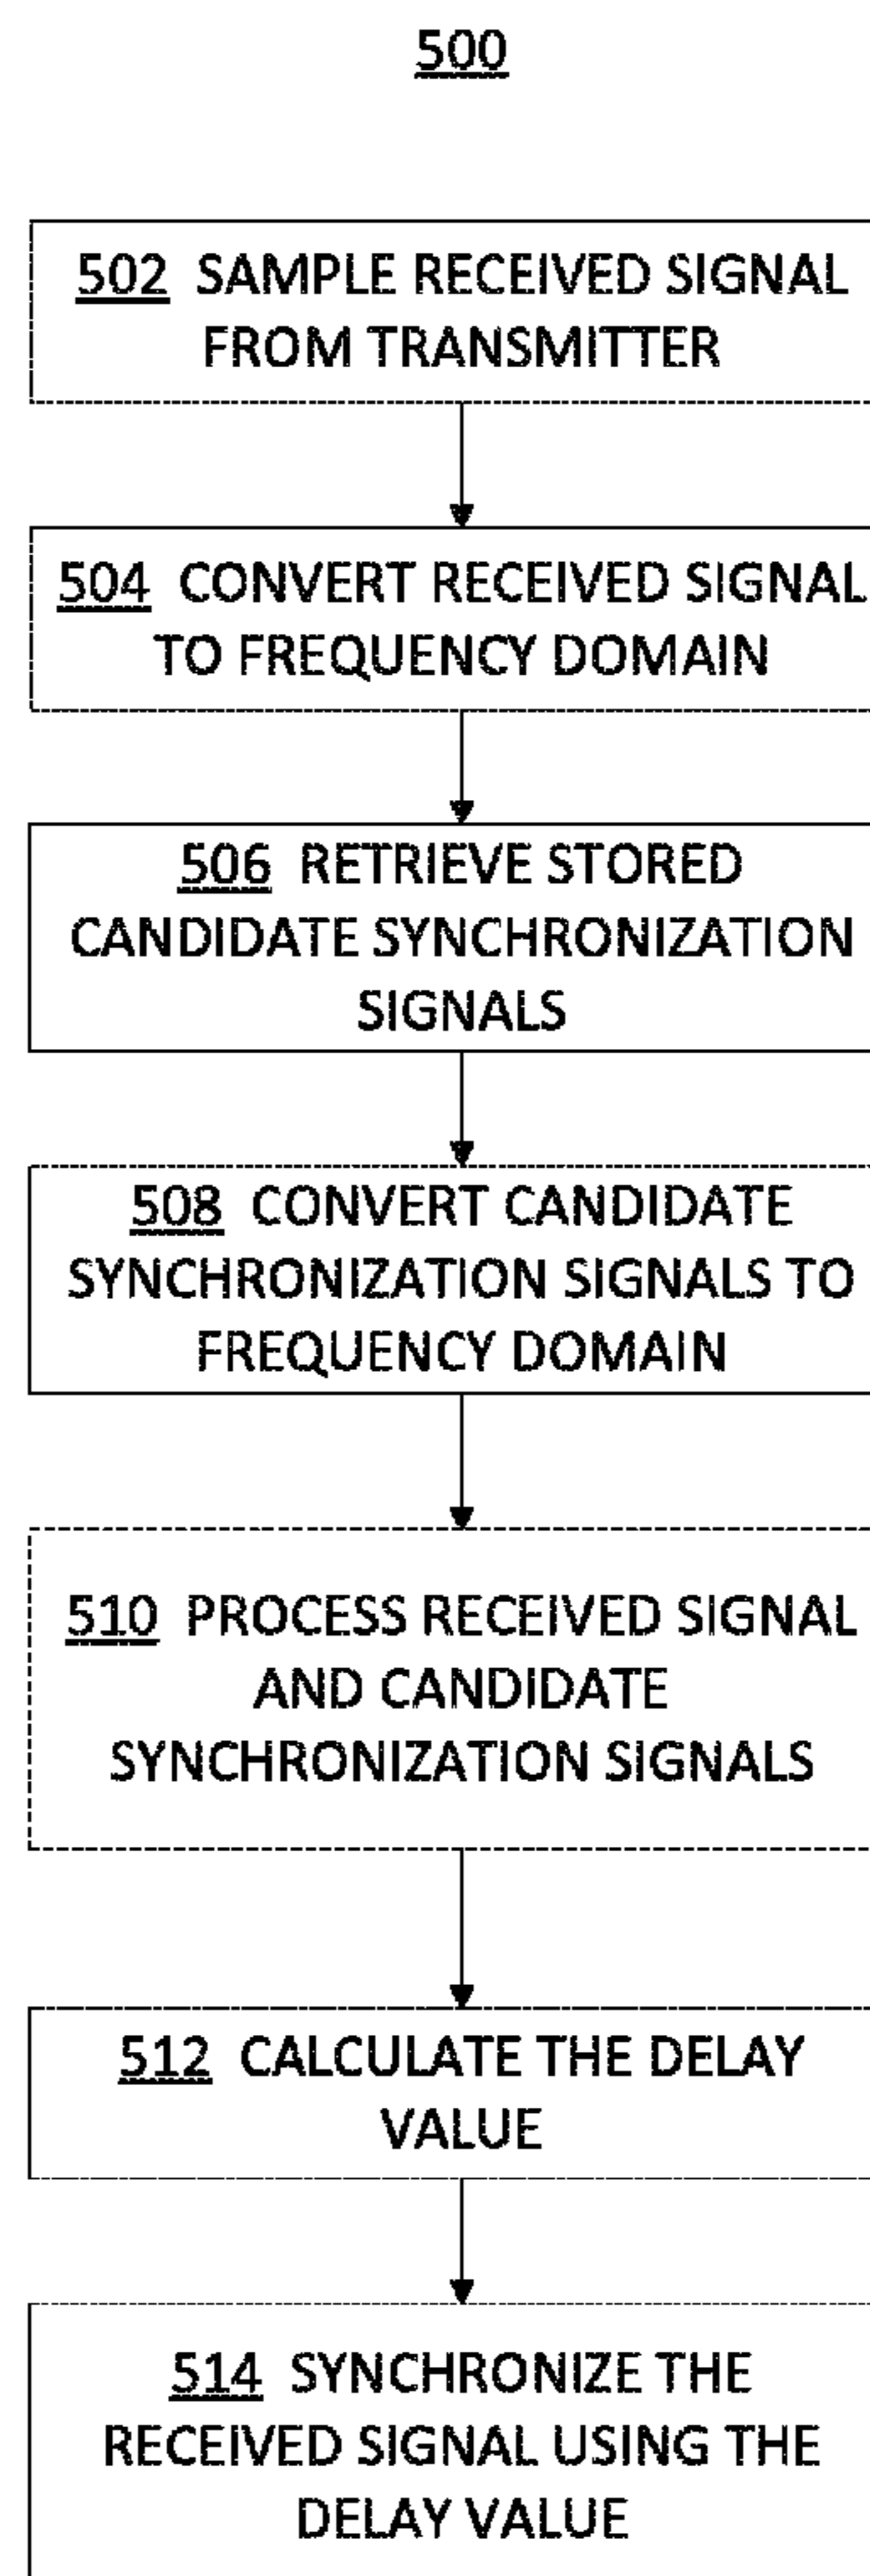 500
502 SAMPLE RECEIVED SIGNAL
FROM TRANSMITTER
504 CONVERT RECEIVED SIGNAL
TO FREQUENCY DOMAIN
506 RETRIEVE STORED
CANDIDATE SYNCHRONIZATION
SIGNALS
508 CONVERT CANDIDATE
SYNCHRONIZATION SIGNALS TO
FREQUENCY DOMAIN
510 PROCESS RECEIVED SIGNAL
AND CANDIDATE
SYNCHRONIZATION SIGNALS
512 CALCULATE THE DELAY
VALUE
514 SYNCHRONIZE THE
RECEIVED SIGNAL USING THE
DELAY VALUE